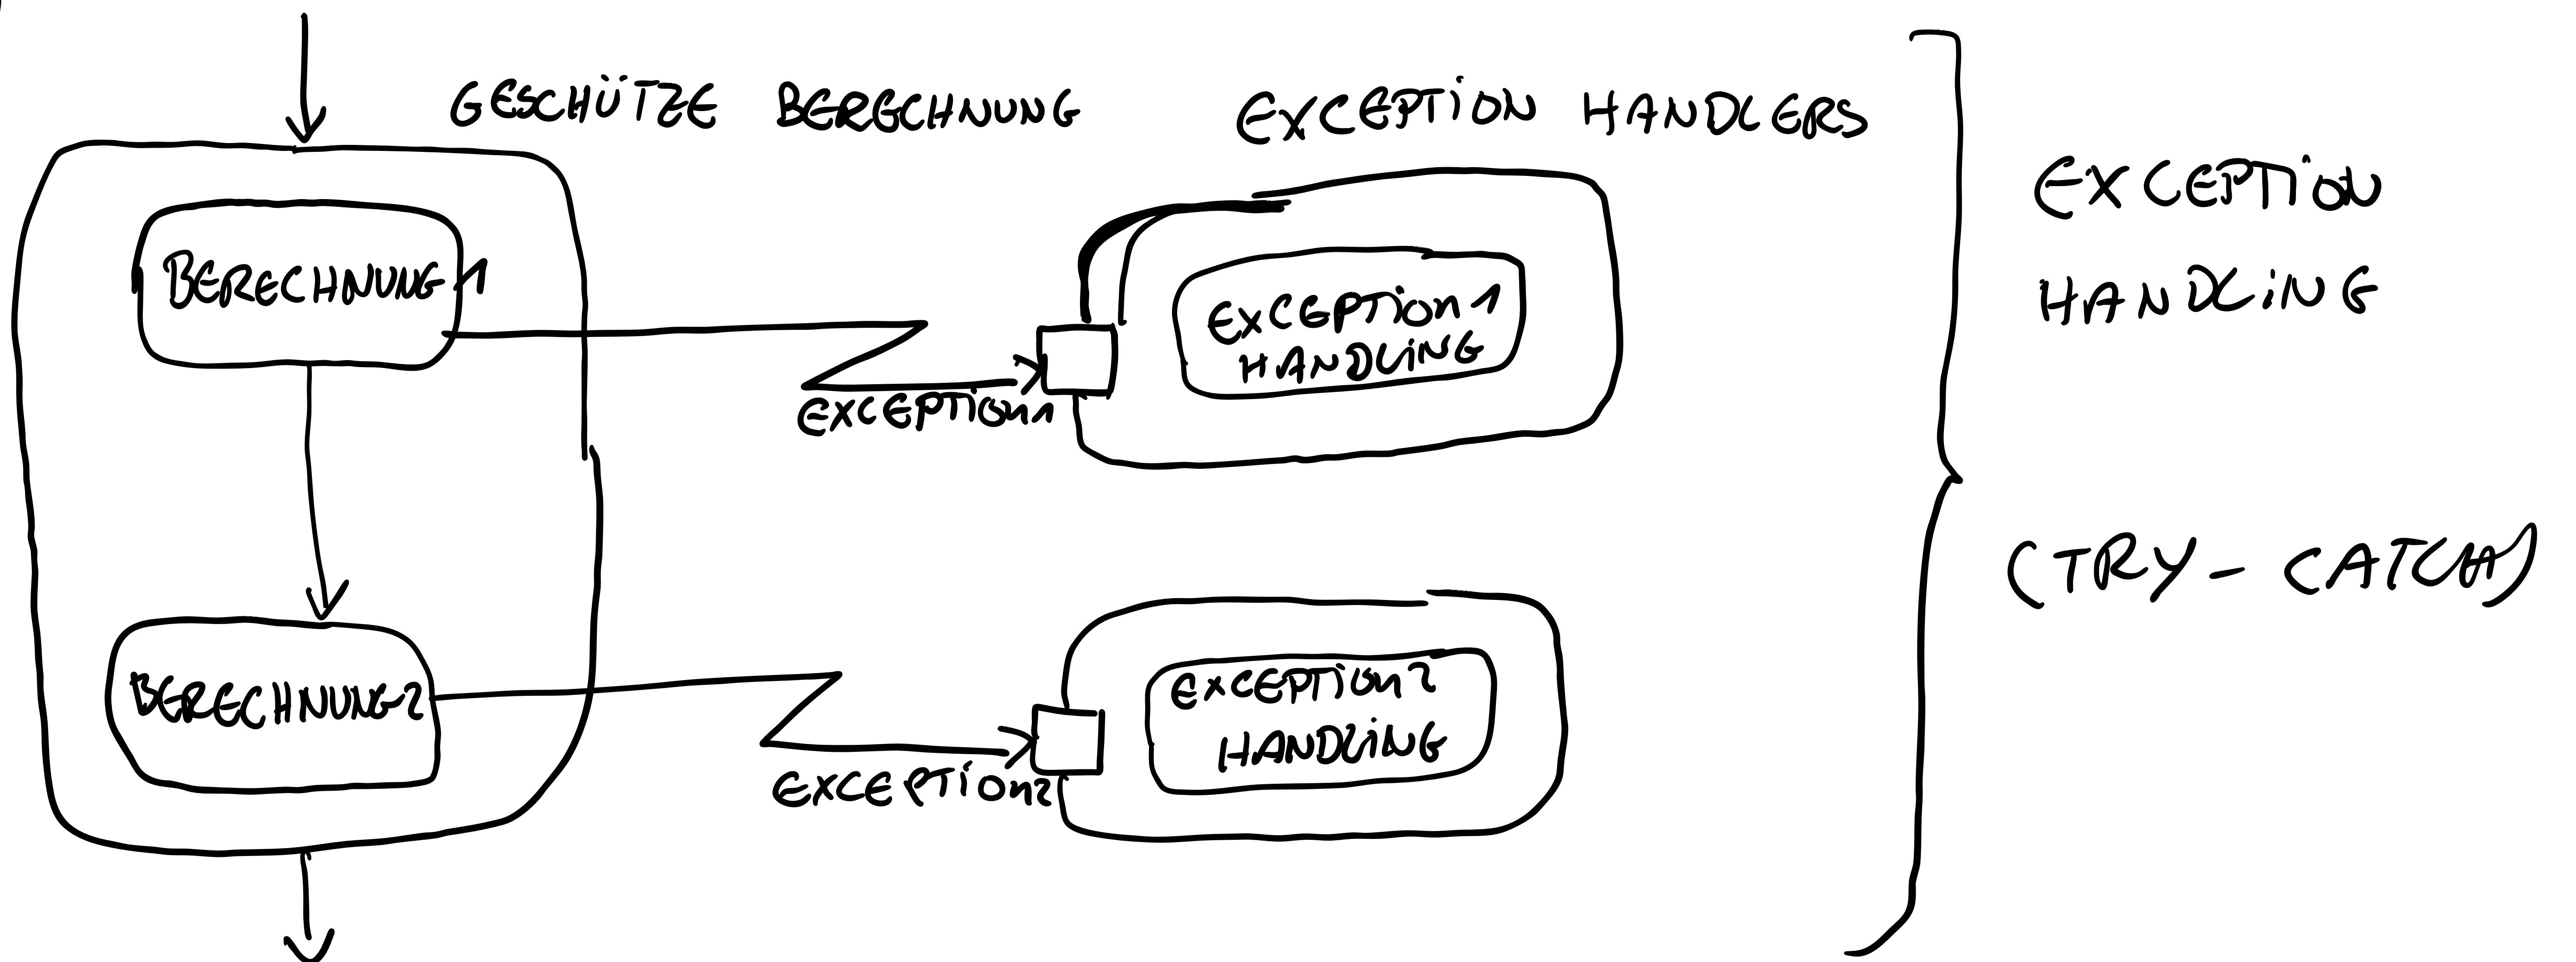 GESCHÜTZE BERECHNUNG
EXCEPTION HANDLERS
BERECHNUNG1
EXCEPTION1
EXCEPTION1
HANDLING
BERECHNUNG2
EXCEPTION2
EXCEPTION2
HANDLING
EXCEPTION
HANDLING
(TRY - CATCH)